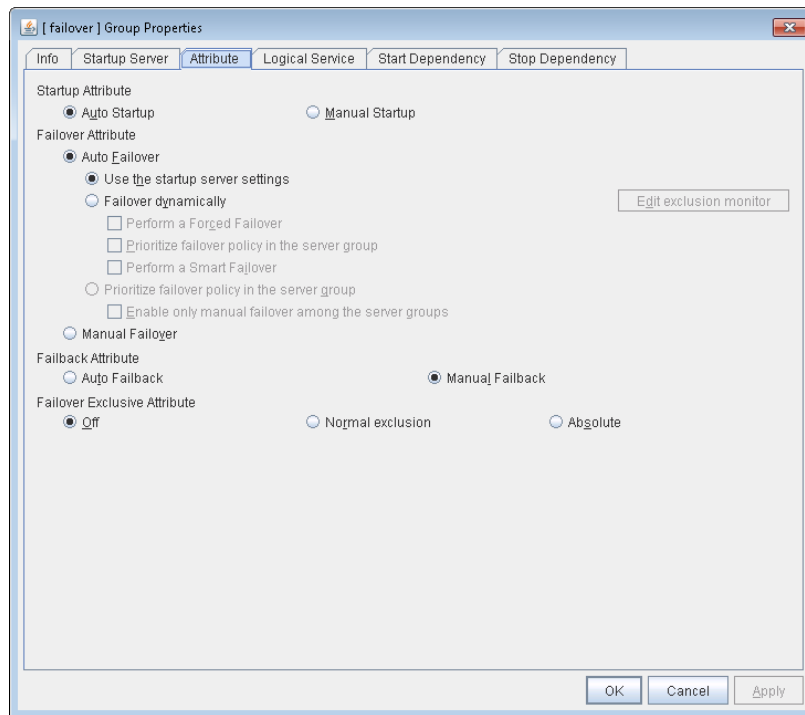 [ failover ] Group Properties
Info Startup Server Attribute Logical Service Start Dependency Stop Dependency
Startup Attribute
Auto Startup Manual Startup
Failover Attribute
Auto Failover
Use the startup server settings
Failover dynamically Edit exclusion monitor
Perform a Forced Failover
Prioritize failover policy in the server group
Perform a Smart Failover
Prioritize failover policy in the server group
Enable only manual failover among the server groups
Manual Failover
Failback Attribute
Auto Failback Manual Failback
Failover Exclusive Attribute
Off Normal exclusion Absolute
OK Cancel Apply